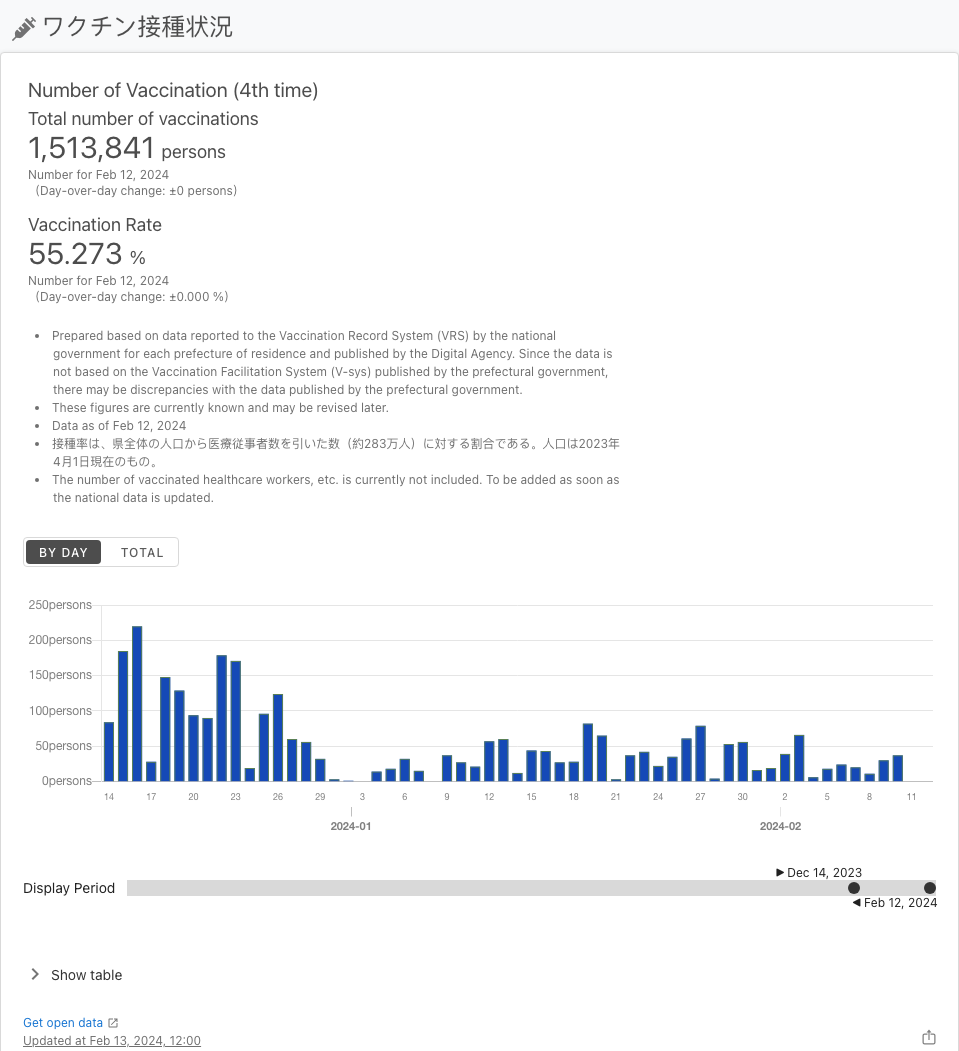 ワクチン接種状況
Number of Vaccination (4th time)
Total number of vaccinations
1,513,841 persons
Number for Feb 12, 2024
(Day-over-day change: ±0 persons)
Vaccination Rate
55.273 %
Number for Feb 12, 2024
(Day-over-day change: ±0.000 %)
• Prepared based on data reported to the Vaccination Record System (VRS) by the national
government for each prefecture of residence and published by the Digital Agency. Since the data is
not based on the Vaccination Facilitation System (V-sys) published by the prefectural government,
there may be discrepancies with the data published by the prefectural government.
• These figures are currently known and may be revised later.
• Data as of Feb 12, 2024
• 接種率は、県全体の人口から医療従事者数を引いた数（約283万人）に対する割合である。人口は2023年
4月1日現在のもの。
• The number of vaccinated healthcare workers, etc. is currently not included. To be added as soon as
the national data is updated.
BY DAY TOTAL
250persons
200persons
150persons
100persons
50persons
0persons
14 17 20 23 26 29 3 6 9 12 15 18 21 24 27 30 2 5 8 11
2024-01 2024-02
Dec 14, 2023
Display Period
Feb 12, 2024
Show table
Get open data
Updated at Feb 13, 2024, 12:00